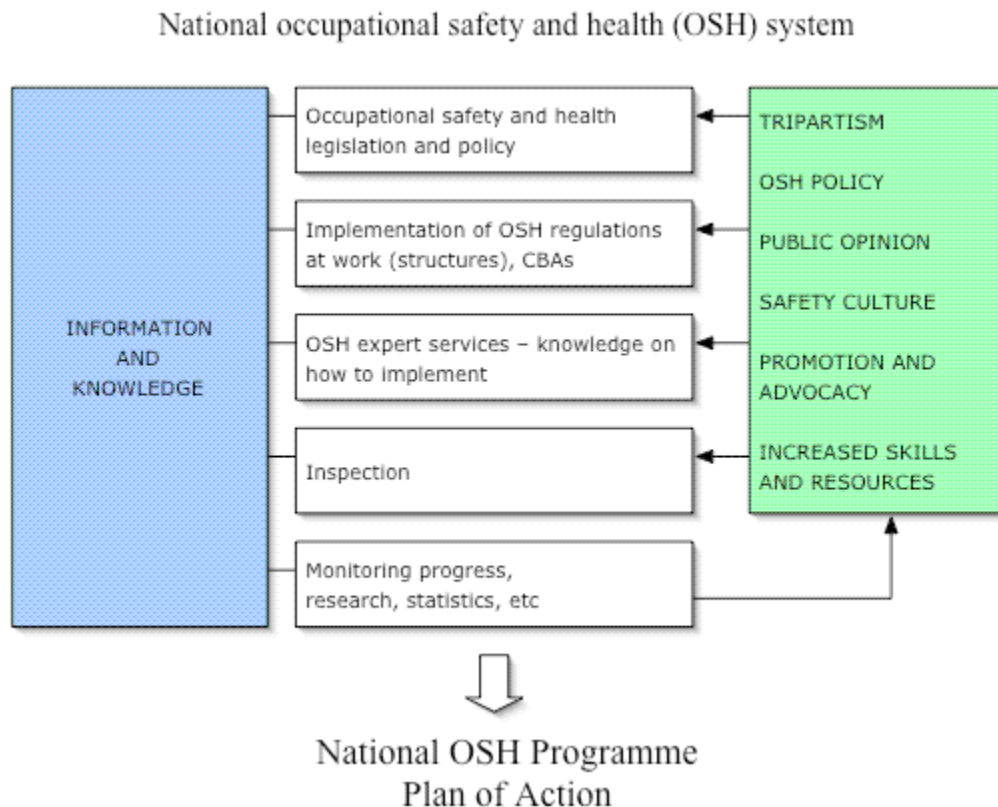 National occupational safety and health (OSH) system
INFORMATION
AND
KNOWLEDGE
Occupational safety and health
legislation and policy
Implementation of OSH regulations
at work (structures), CBAs
OSH expert services – knowledge on
how to implement
Inspection
Monitoring progress,
research, statistics, etc
TRIPARTISM
OSH POLICY
PUBLIC OPINION
SAFETY CULTURE
PROMOTION AND
ADVOCACY
INCREASED SKILLS
AND RESOURCES
National OSH Programme
Plan of Action